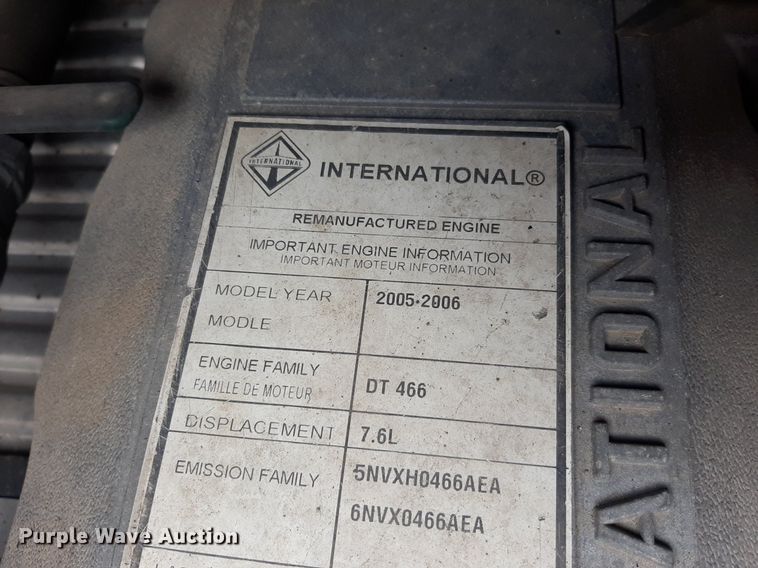 INTERNATIONAL
INTERNATIONAL®
REMANUFACTURED ENGINE
IMPORTANT ENGINE INFORMATION
IMPORTANT MOTEUR INFORMATION
MODEL YEAR 2005-2006
MODLE
ENGINE FAMILY DT 466
FAMILLE DE MOTEUR
DISPLACEMENT 7.6L
EMISSION FAMILY 5NVXH0466AEA
6NVX0466AEA
ATIONAL
Purple Wave Auction